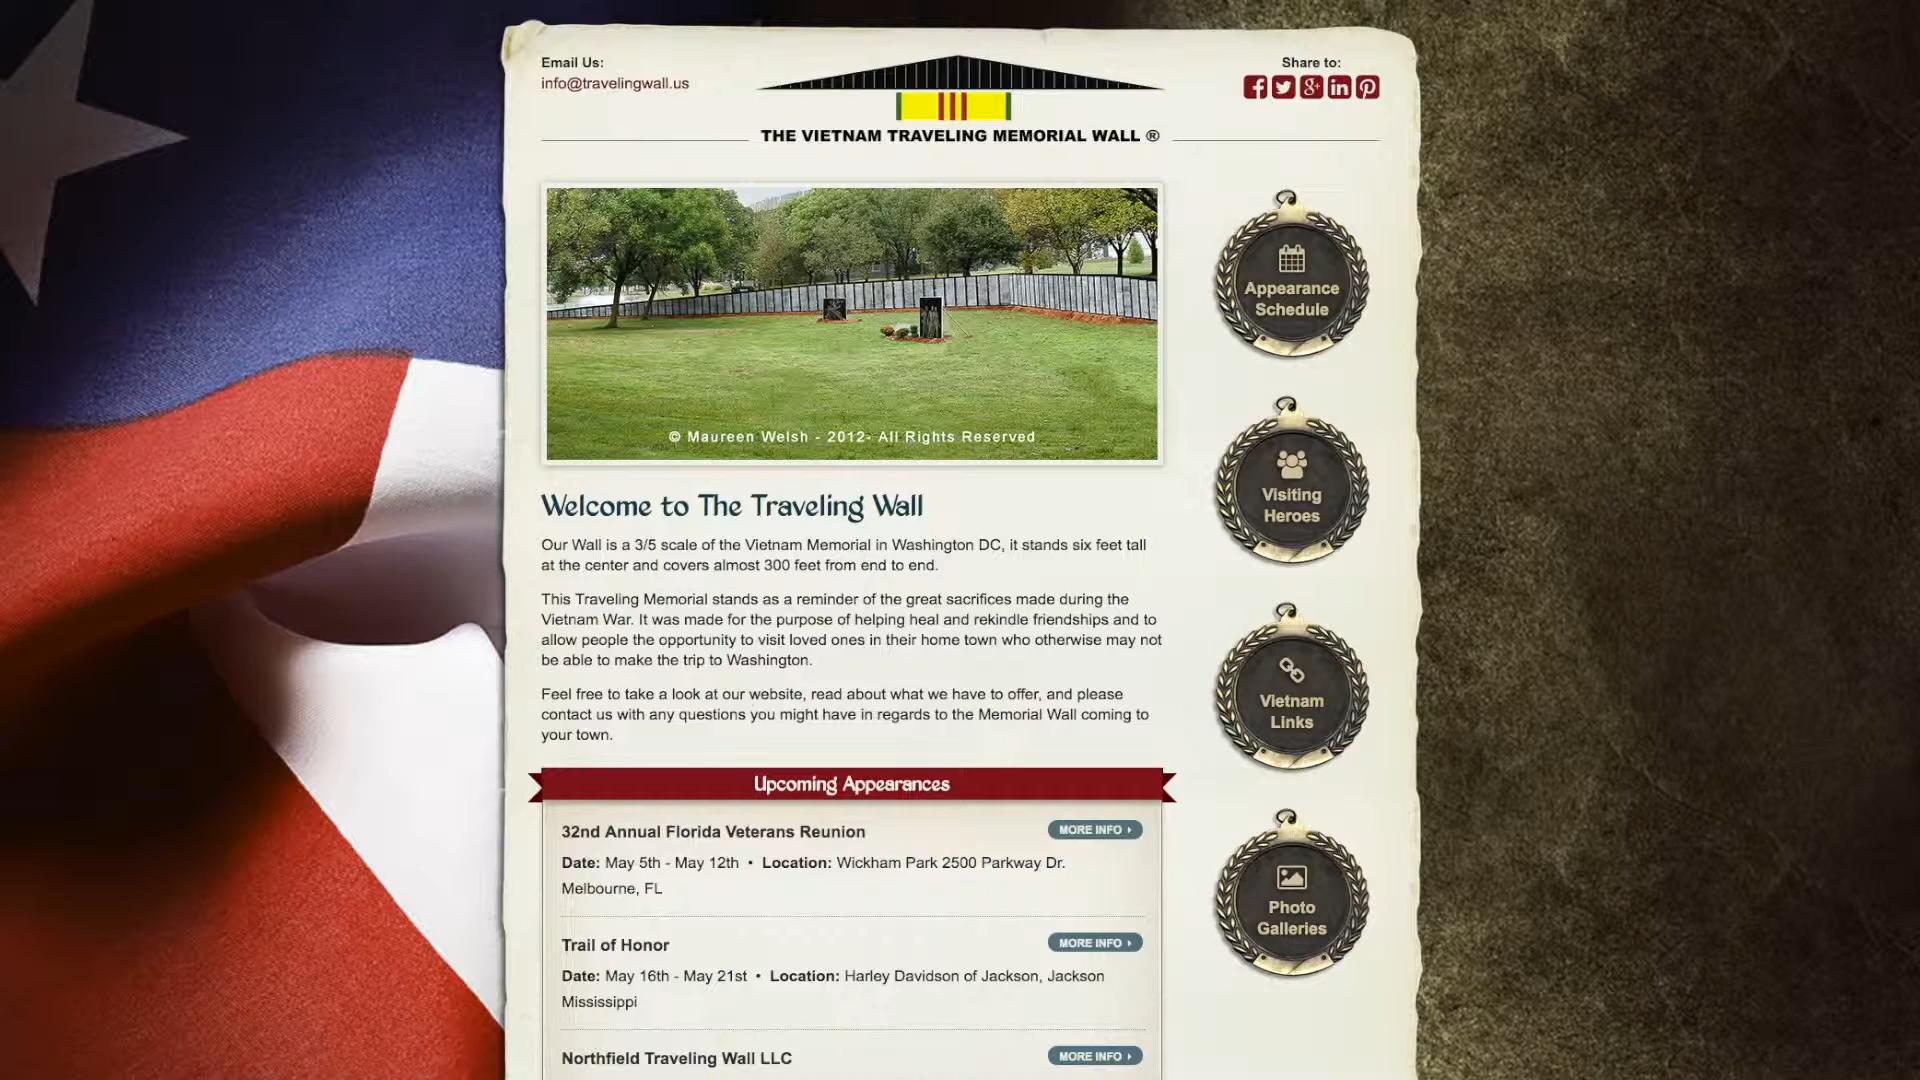 Email Us:
info@travelingwall.us
THE VIETNAM TRAVELING MEMORIAL WALL ®
Share to:
© Maureen Welsh - 2012- All Rights Reserved
Appearance
Schedule
Visiting
Heroes
Vietnam
Links
Photo
Galleries
Welcome to The Traveling Wall
Our Wall is a 3/5 scale of the Vietnam Memorial in Washington DC, it stands six feet tall
at the center and covers almost 300 feet from end to end.
This Traveling Memorial stands as a reminder of the great sacrifices made during the
Vietnam War. It was made for the purpose of helping heal and rekindle friendships and to
allow people the opportunity to visit loved ones in their home town who otherwise may not
be able to make the trip to Washington.
Feel free to take a look at our website, read about what we have to offer, and please
contact us with any questions you might have in regards to the Memorial Wall coming to
your town.
Upcoming Appearances
32nd Annual Florida Veterans Reunion
MORE INFO
Date: May 5th - May 12th • Location: Wickham Park 2500 Parkway Dr.
Melbourne, FL
Trail of Honor
MORE INFO
Date: May 16th - May 21st • Location: Harley Davidson of Jackson, Jackson
Mississippi
Northfield Traveling Wall LLC
MORE INFO